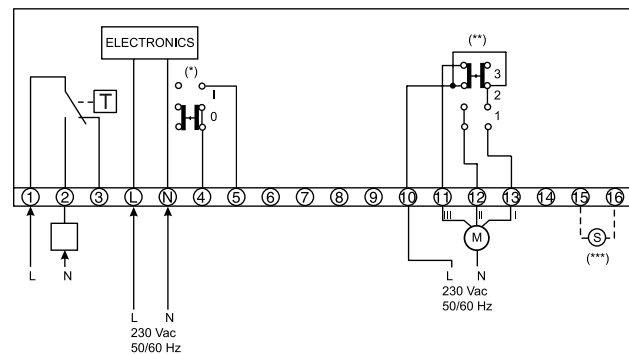 ELECTRONICS
(*)
(**)
T
I
0
3
2
1
1 2 3 L N 4 5 6 7 8 9 10 11 12 13 14 15 16
III II I
M
S
(***)
L N
L N
230 Vac
50/60 Hz
L N
230 Vac
50/60 Hz